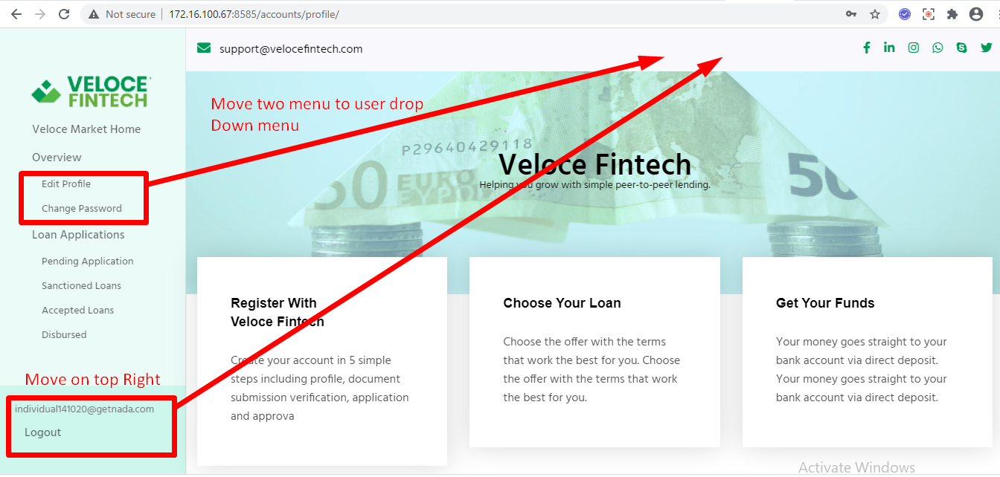 Not secure
172.16.100.67:8585/accounts/profile/
support@velocefintech.com
VELOCE
FINTECH
Veloce Market Home
Overview
Edit Profile
Change Password
Loan Applications
Pending Application
Sanctioned Loans
Accepted Loans
Disbursed
Move on top Right
individual141020@getnada.com
Logout
Move two menu to user drop
Down menu
P29640429118
50 EURO
ΕΥΡΩ
50
Veloce Fintech
Helping you grow with simple peer-to-peer lending.
Register With
Veloce Fintech
Create your account in 5 simple
steps including profile, document
submission verification, application
and approva
Choose Your Loan
Choose the offer with the terms
that work the best for you. Choose
the offer with the terms that work
the best for you.
Get Your Funds
Your money goes straight to your
bank account via direct deposit.
Your money goes straight to your
bank account via direct deposit.
Activate Windows